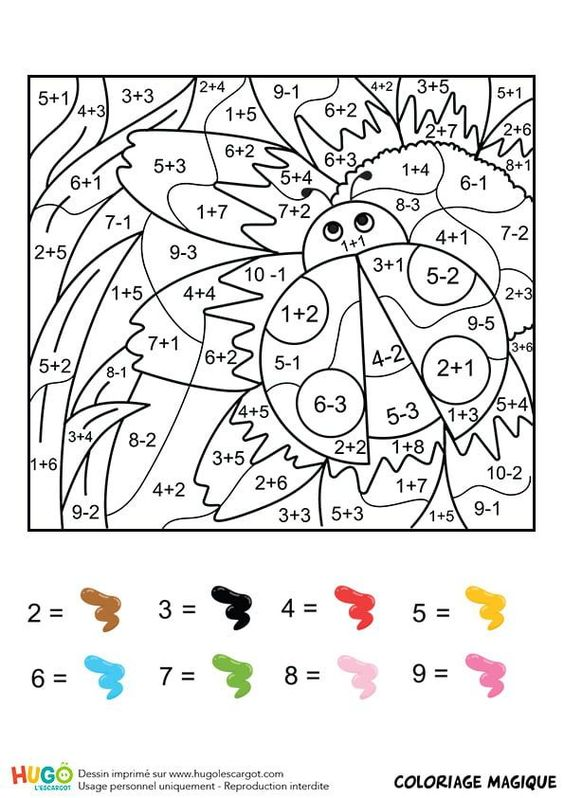 5+1 3+3 2+4 9-1 4+2 3+5 5+1
4+3 1+5 6+2 2+7 2+6
6+1 5+3 6+2 5+4 6+3 1+4 6-1 8+1
7-1 1+7 7+2 8-3 7-2
2+5 9-3 1+1 4+1
10 -1 3+1 5-2
1+5 4+4 1+2 2+3
9-5
7+1 6+2 5-1 4-2 2+1 3+6
5+2 8-1
4+5 6-3 5-3 1+3 5+4
3+4 8-2 2+2 1+8
1+6 3+5
4+2 2+6 1+7 10-2
9-2 3+3 5+3 1+5 9-1
2 = 3 = 4 = 5 =
6 = 7 = 8 = 9 =
HUGO
L'ESCARGOT
Dessin imprimé sur www.hugolescargot.com
Usage personnel uniquement - Reproduction interdite
COLORIAGE MAGIQUE